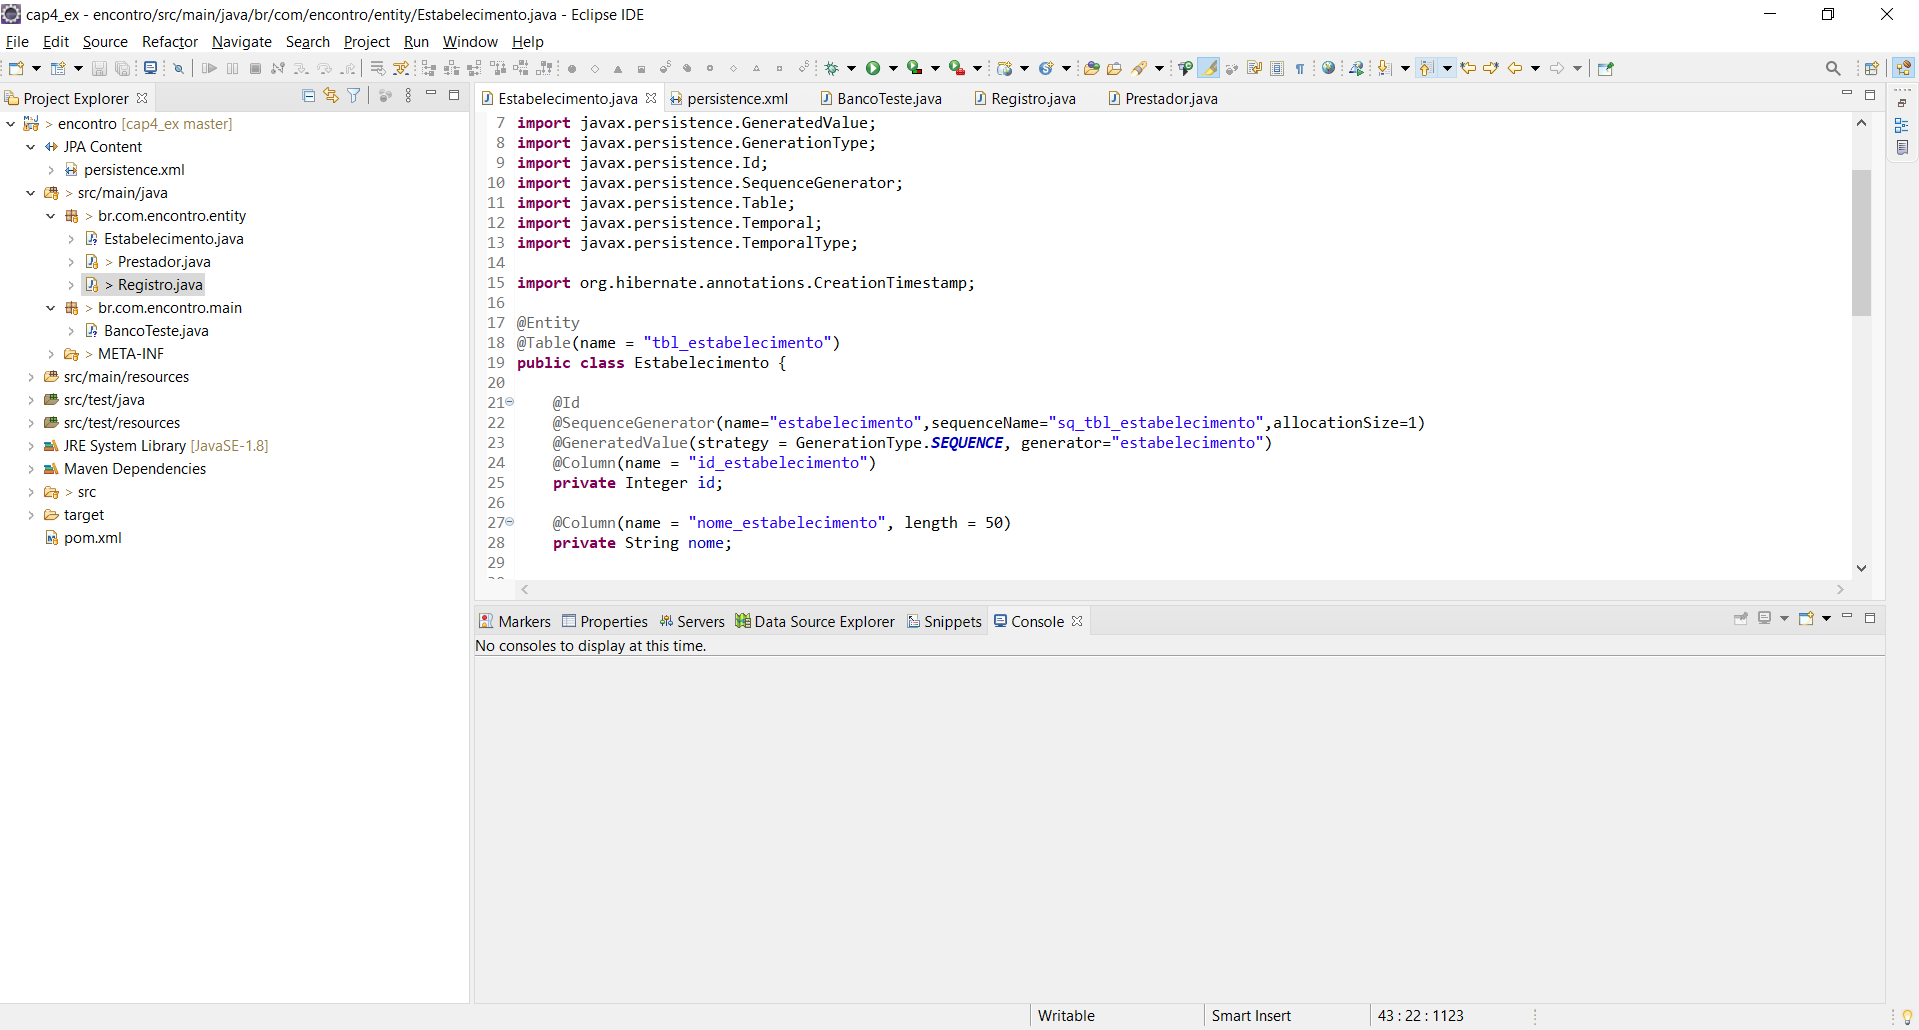 cap4_ex - encontro/src/main/java/br/com/encontro/entity/Estabelecimento.java - Eclipse IDE
File Edit Source Refactor Navigate Search Project Run Window Help
Project Explorer
> encontro [cap4_ex master]
JPA Content
persistence.xml
> src/main/java
> br.com.encontro.entity
Estabelecimento.java
> Prestador.java
> Registro.java
> br.com.encontro.main
BancoTeste.java
> META-INF
src/main/resources
src/test/java
src/test/resources
JRE System Library [JavaSE-1.8]
Maven Dependencies
> src
target
pom.xml
Estabelecimento.java persistence.xml BancoTeste.java Registro.java Prestador.java
7 import javax.persistence.GeneratedValue;
8 import javax.persistence.GenerationType;
9 import javax.persistence.Id;
10 import javax.persistence.SequenceGenerator;
11 import javax.persistence.Table;
12 import javax.persistence.Temporal;
13 import javax.persistence.TemporalType;
14
15 import org.hibernate.annotations.CreationTimestamp;
16
17 @Entity
18 @Table(name = "tbl_estabelecimento")
19 public class Estabelecimento {
20
21 @Id
22 @SequenceGenerator(name="estabelecimento",sequenceName="sq_tbl_estabelecimento",allocationSize=1)
23 @GeneratedValue(strategy = GenerationType.SEQUENCE, generator="estabelecimento")
24 @Column(name = "id_estabelecimento")
25 private Integer id;
26
27 @Column(name = "nome_estabelecimento", length = 50)
28 private String nome;
29
Markers Properties Servers Data Source Explorer Snippets Console
No consoles to display at this time.
Writable Smart Insert 43 : 22 : 1123